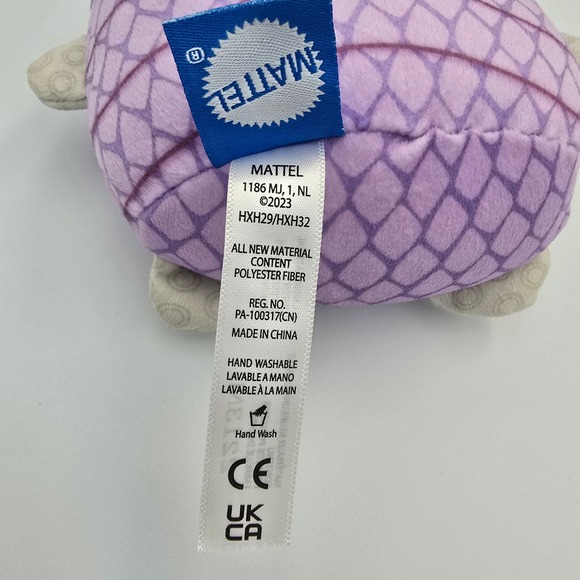 MATTEL
®
MATTEL
1186 MJ, 1, NL
©2023
HXH29/HXH32
ALL NEW MATERIAL
CONTENT
POLYESTER FIBER
REG. NO.
PA-100317(CN)
MADE IN CHINA
HAND WASHABLE
LAVABLE A MANO
LAVABLE À LA MAIN
Hand Wash
CE
UK
CA